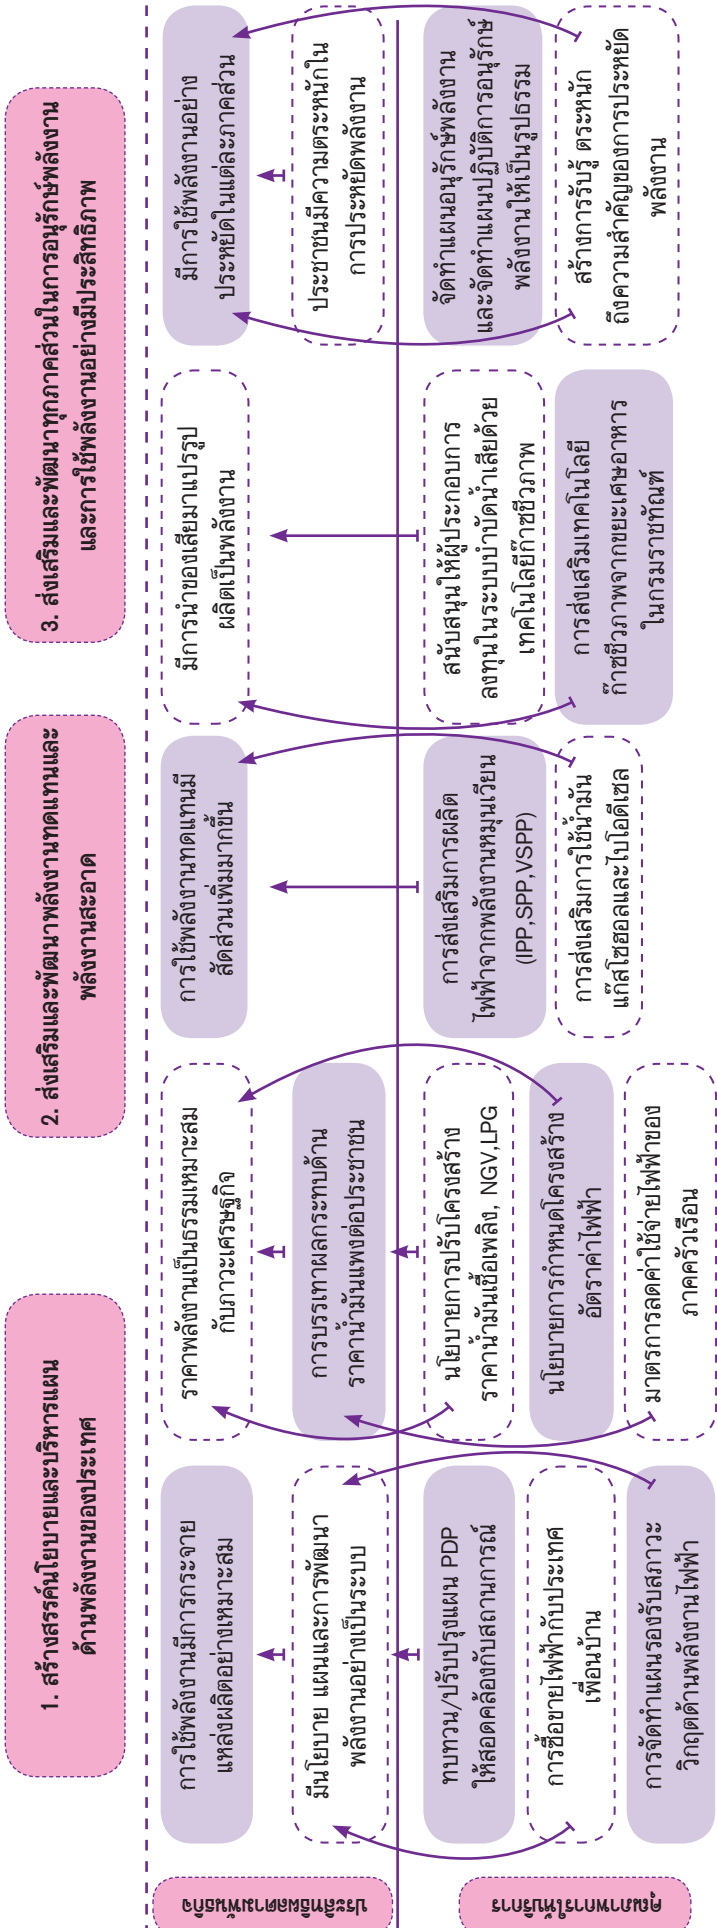 1. สร้างสรรค์นโยบายและบริหารแผน
ด้านพลังงานของประเทศ
2. ส่งเสริมและพัฒนาพลังงานทดแทนและ
พลังงานสะอาด
3. ส่งเสริมและพัฒนาทุกภาคส่วนในการอนุรักษ์พลังงาน
และการใช้พลังงานอย่างมีประสิทธิภาพ
ประสิทธิผลตามพันธกิจ
การใช้พลังงานมีการกระจาย
แหล่งผลิตอย่างเหมาะสม
มีนโยบาย แผนและการพัฒนา
พลังงานอย่างเป็นระบบ
ราคาพลังงานเป็นธรรมเหมาะสม
กับภาวะเศรษฐกิจ
การบรรเทาผลกระทบด้าน
ราคาน้ำมันแพงต่อประชาชน
การใช้พลังงานทดแทนมี
สัดส่วนเพิ่มมากขึ้น
มีการนำของเสียมาแปรรูป
ผลิตเป็นพลังงาน
มีการใช้พลังงานอย่าง
ประหยัดในแต่ละภาคส่วน
ประชาชนมีความตระหนักใน
การประหยัดพลังงาน
คุณภาพการให้บริการ
ทบทวน/ปรับปรุงแผน PDP
ให้สอดคล้องกับสถานการณ์
การซื้อขายไฟฟ้ากับประเทศ
เพื่อนบ้าน
การจัดทำแผนรองรับสภาวะ
วิกฤตด้านพลังงานไฟฟ้า
นโยบายการปรับโครงสร้าง
ราคาน้ำมันเชื้อเพลิง, NGV,LPG
นโยบายการกำหนดโครงสร้าง
อัตราค่าไฟฟ้า
มาตรการลดค่าใช้จ่ายไฟฟ้าของ
ภาคครัวเรือน
การส่งเสริมการผลิต
ไฟฟ้าจากพลังงานหมุนเวียน
(IPP,SPP,VSPP)
การส่งเสริมการใช้น้ำมัน
แก๊สโซฮอลและไบโอดีเซล
สนับสนุนให้ผู้ประกอบการ
ลงทุนในระบบบำบัดน้ำเสียด้วย
เทคโนโลยีก๊าซชีวภาพ
การส่งเสริมเทคโนโลยี
ก๊าซชีวภาพจากขยะเศษอาหาร
ในกรมราชทัณฑ์
จัดทำแผนอนุรักษ์พลังงาน
และจัดทำแผนปฏิบัติการอนุรักษ์
พลังงานให้เป็นรูปธรรม
สร้างการรับรู้ ตระหนัก
ถึงความสำคัญของการประหยัด
พลังงาน